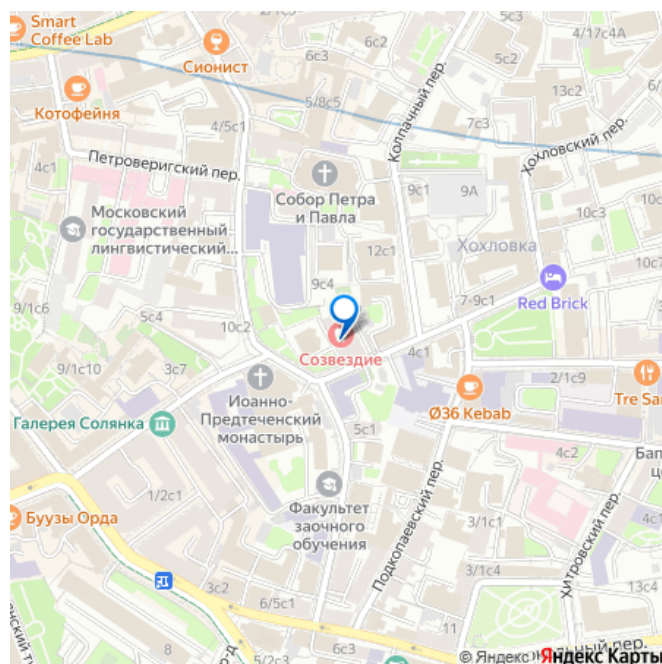 Smart
Coffee Lab
Сионист
6с3
6с2
5с2
4/17с4А
Котофейня
5/8с5
Колпачный пер.
13с2
6/
4/5с1
7с3
Хохловский пер.
4с1
Петроверигский пер.
Собор Петра
и Павла
9с1
9А
10с3
Московский
государственный
лингвистический...
12с1
Хохловка
9с4
10с7
7-9с1
Red Brick
9/1с6
5с4
10с2
Созвездие
4с1
9/1с10
3с7
Иоанно-
Предтеченский
монастырь
2/1с9
Ø36 Kebab
Tre Sa
Галерея Солянка
5с1
4с2
Бап
ц
1/2с1
Факультет
заочного
обучения
Подкопаевский пер.
Хитровский пер.
4с1
Буузы Орда
3/1с1
3/1с4
4с3
3с2
6/5с1
11
8
© Яндекс
Яндекс Карты